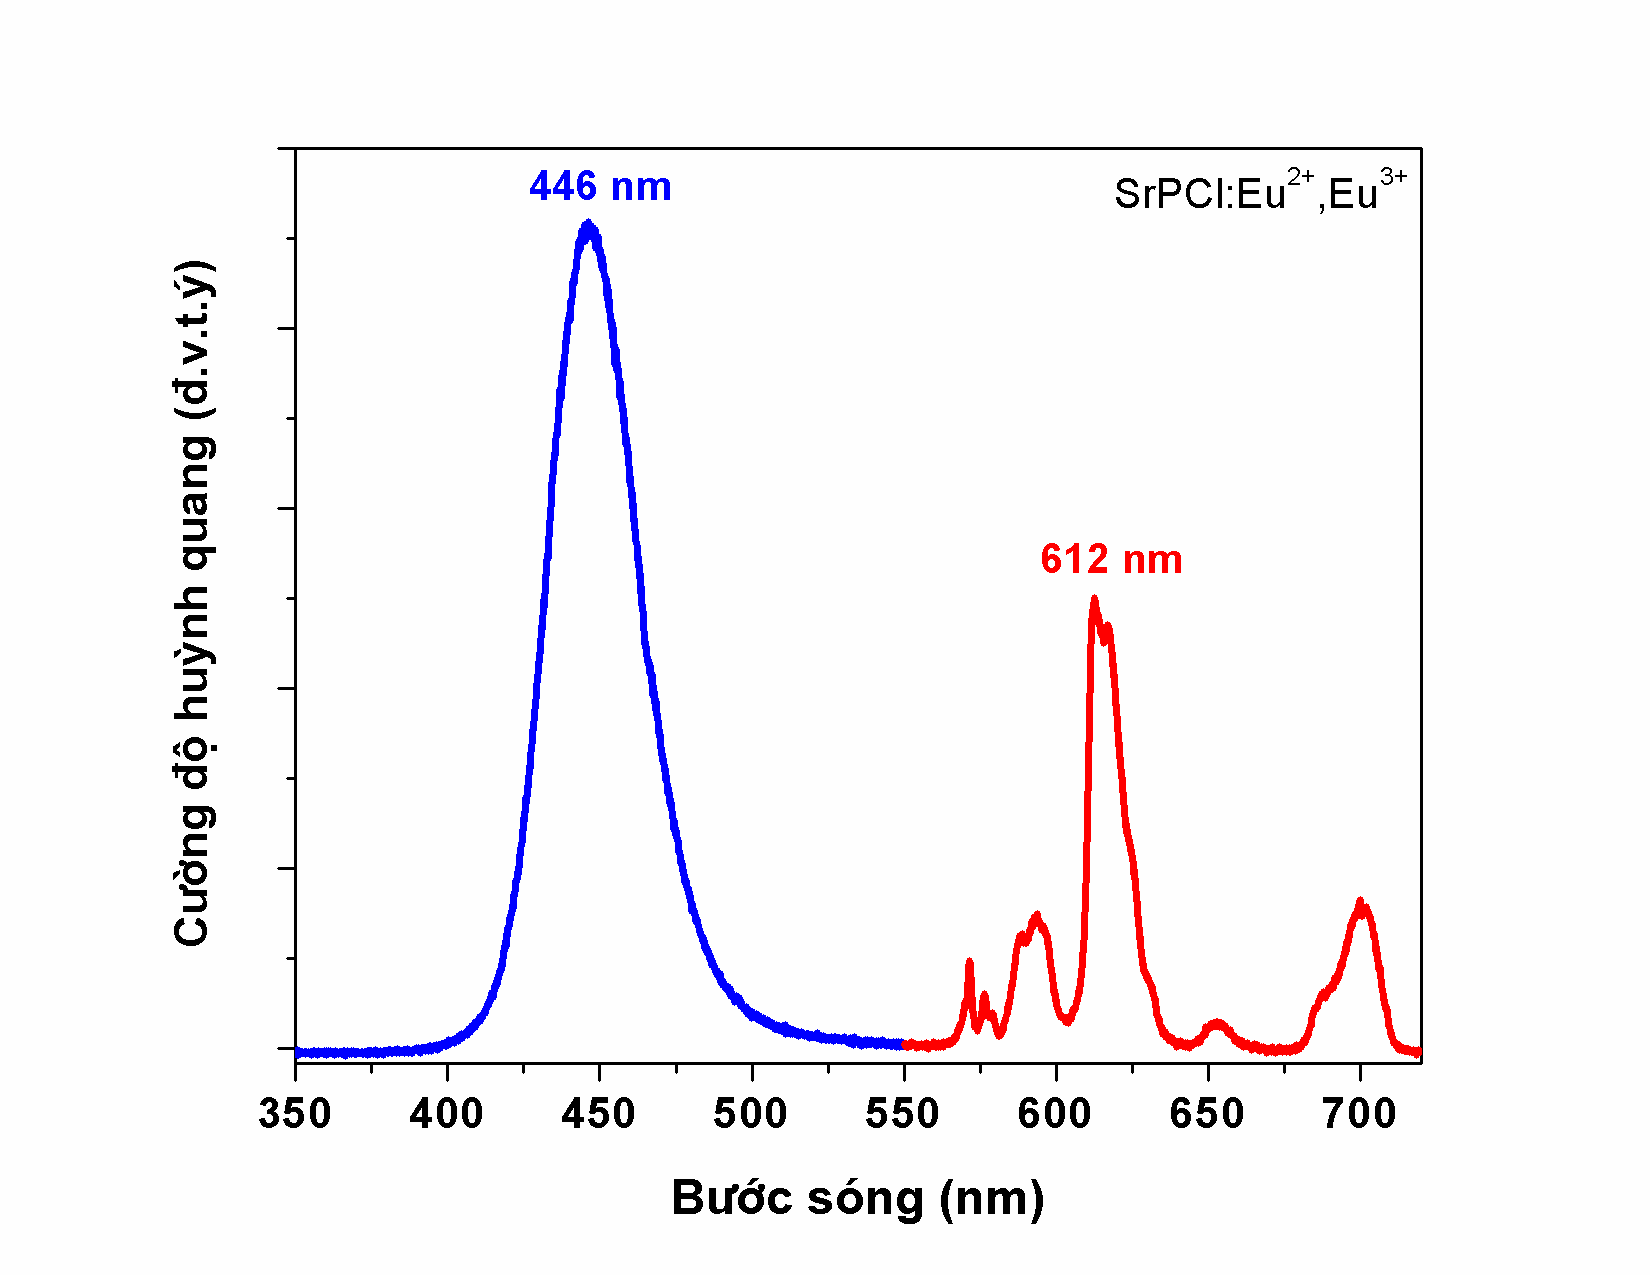 446 nm
SrPCl:Eu²⁺,Eu³⁺
612 nm
Cường độ huỳnh quang (đ.v.t.ý)
350 400 450 500 550 600 650 700
Bước sóng (nm)